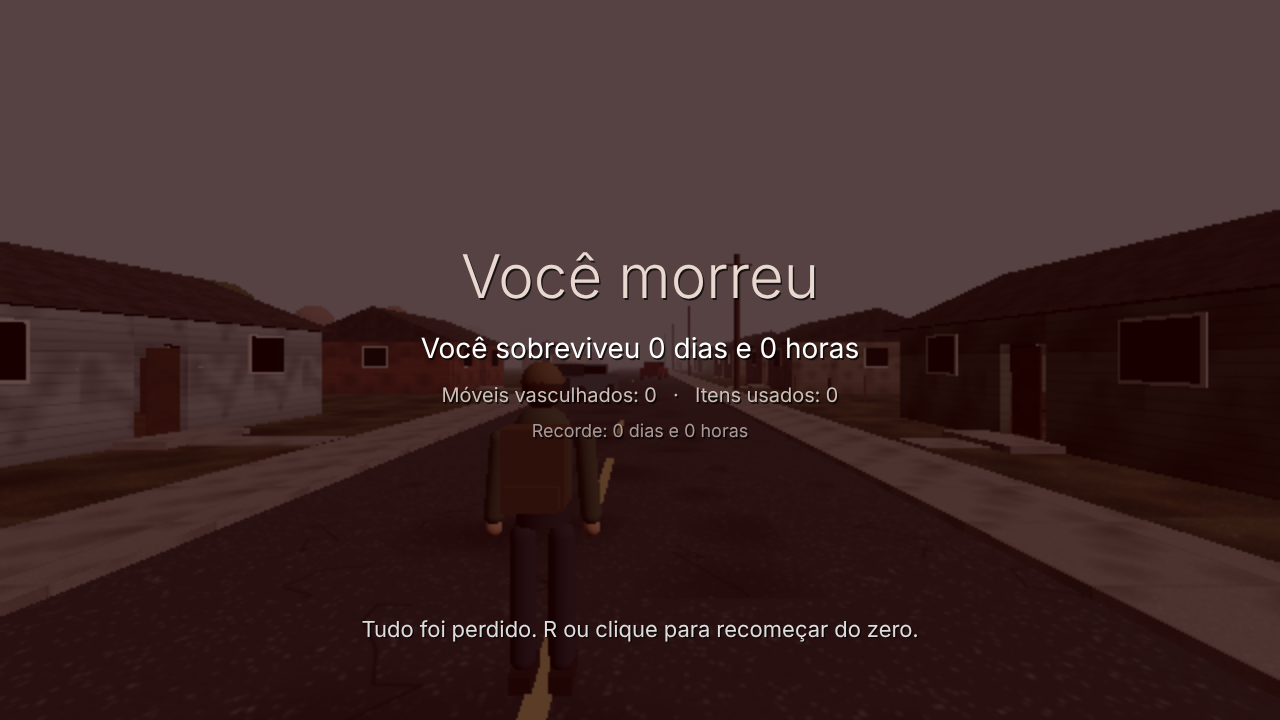 Você morreu
Você sobreviveu 0 dias e 0 horas
Móveis vasculhados: 0 · Itens usados: 0
Recorde: 0 dias e 0 horas
Tudo foi perdido. R ou clique para recomeçar do zero.